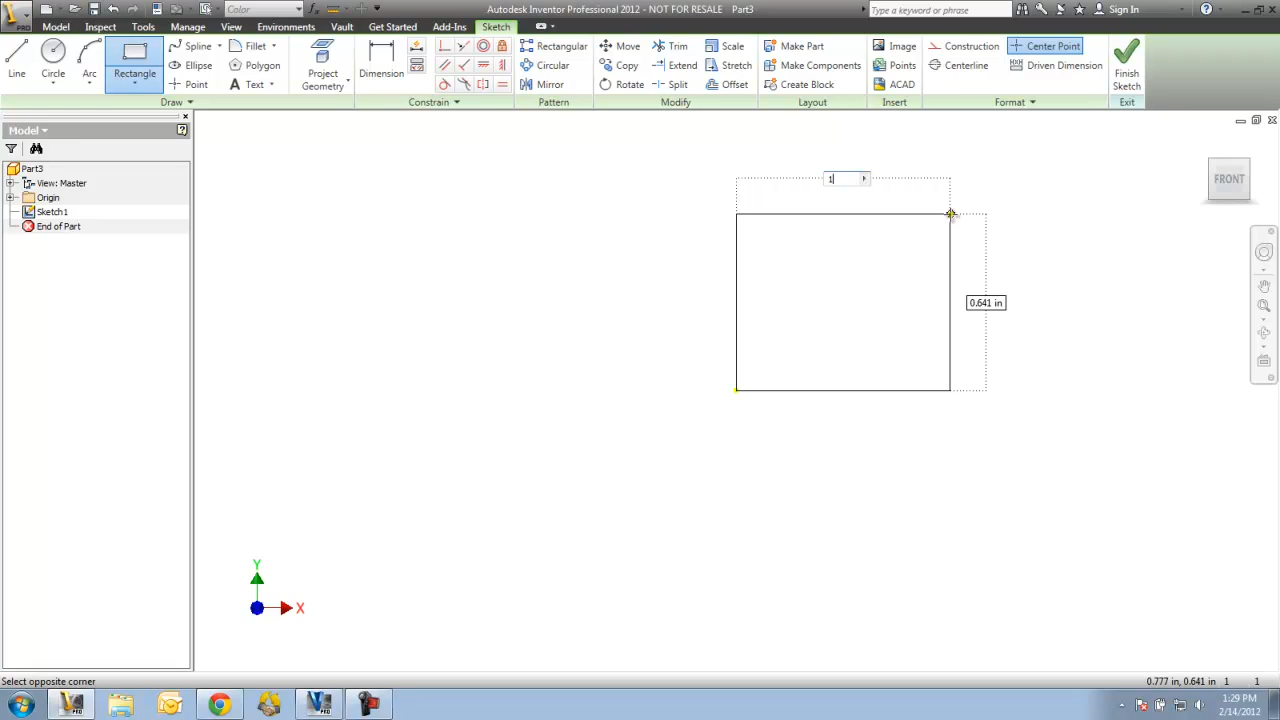 PRO
Color
Autodesk Inventor Professional 2012 - NOT FOR RESALE Part3
Type a keyword or phrase
Sign In
Model Inspect Tools Manage View Environments Vault Get Started Add-Ins Sketch
Line
Circle
Arc
Rectangle
Spline Fillet
Ellipse Polygon
Point Text
Draw
Project Geometry
Dimension
Constrain
Rectangular
Circular
Mirror
Pattern
Move Trim Scale
Copy Extend Stretch
Rotate Split Offset
Modify
Make Part
Make Components
Create Block
Layout
Image
Points
ACAD
Insert
Construction Center Point
Centerline Driven Dimension
Format
Finish Sketch
Exit
Model
Part3
View: Master
Origin
Sketch1
End of Part
1
0.641 in
FRONT
Y
X
Select opposite corner
0.777 in, 0.641 in 1 1
1:29 PM
2/14/2012